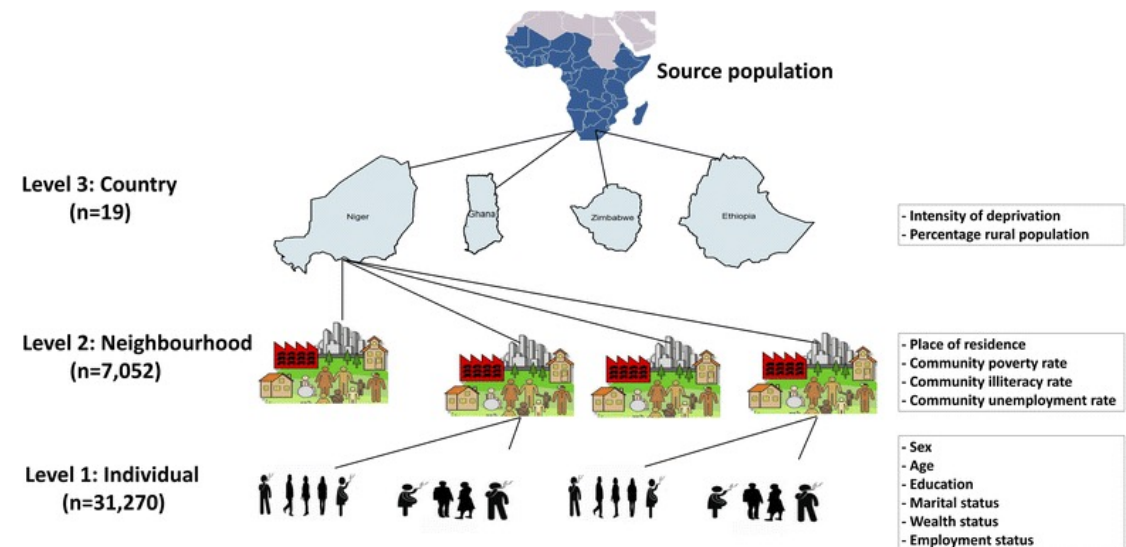 Source population
Level 3: Country
(n=19)
Niger
Ghana
Zimbabwe
Ethiopia
- Intensity of deprivation
- Percentage rural population
Level 2: Neighbourhood
(n=7,052)
- Place of residence
- Community poverty rate
- Community illiteracy rate
- Community unemployment rate
Level 1: Individual
(n=31,270)
- Sex
- Age
- Education
- Marital status
- Wealth status
- Employment status